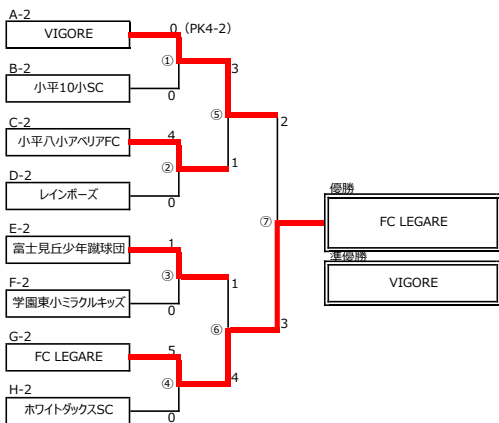 A-2
VIGORE
0 (PK4-2)
①
3
B-2
小平10小SC
0
⑤
2
C-2
小平八小アベリアFC
4
②
1
D-2
レインボーズ
0
⑦
優勝
FC LEGARE
準優勝
VIGORE
E-2
富士見丘少年蹴球団
1
③
1
F-2
学園東小ミラクルキッズ
0
⑥
3
G-2
FC LEGARE
5
④
4
H-2
ホワイトダックスSC
0